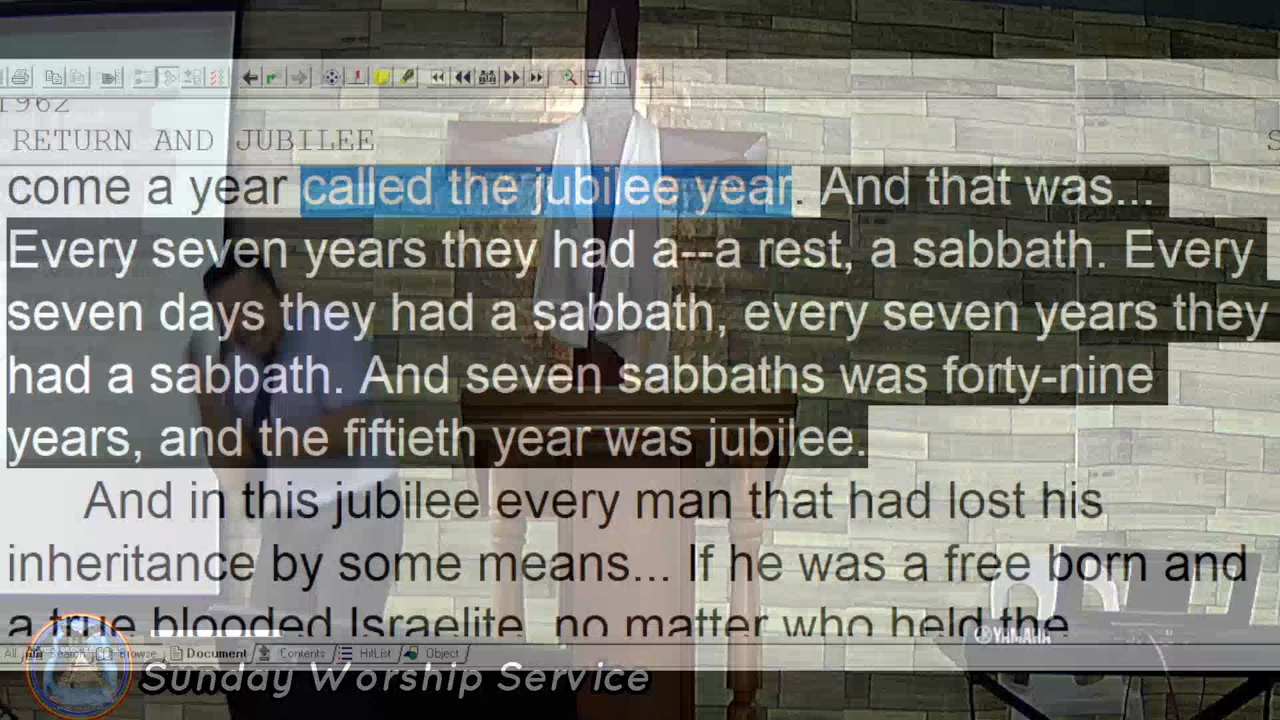 1962
RETURN AND JUBILEE
S
come a year called the jubilee year. And that was...
Every seven years they had a--a rest, a sabbath. Every
seven days they had a sabbath, every seven years they
had a sabbath. And seven sabbaths was forty-nine
years, and the fiftieth year was jubilee.
And in this jubilee every man that had lost his
inheritance by some means... If he was a free born and
a true blooded Israelite, no matter who held the
YAMAHA
All Search Browse Document Contents HitList Object
Sunday Worship Service